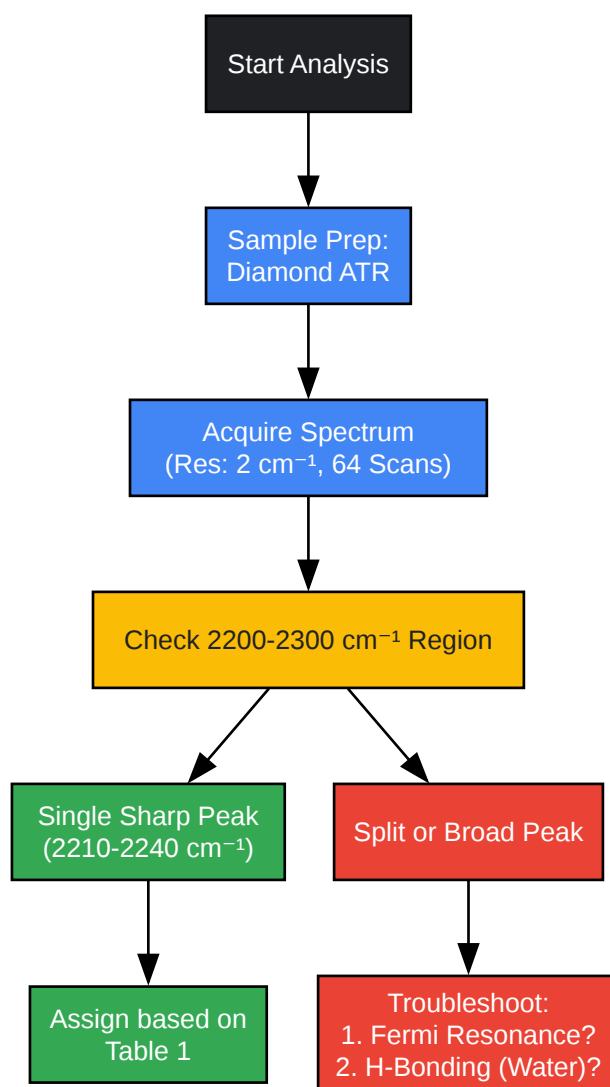 Start Analysis
Sample Prep:
Diamond ATR
Acquire Spectrum
(Res: 2 cm⁻¹, 64 Scans)
Check 2200-2300 cm⁻¹ Region
Single Sharp Peak
(2210-2240 cm⁻¹)
Split or Broad Peak
Assign based on
Table 1
Troubleshoot:
1. Fermi Resonance?
2. H-Bonding (Water)?